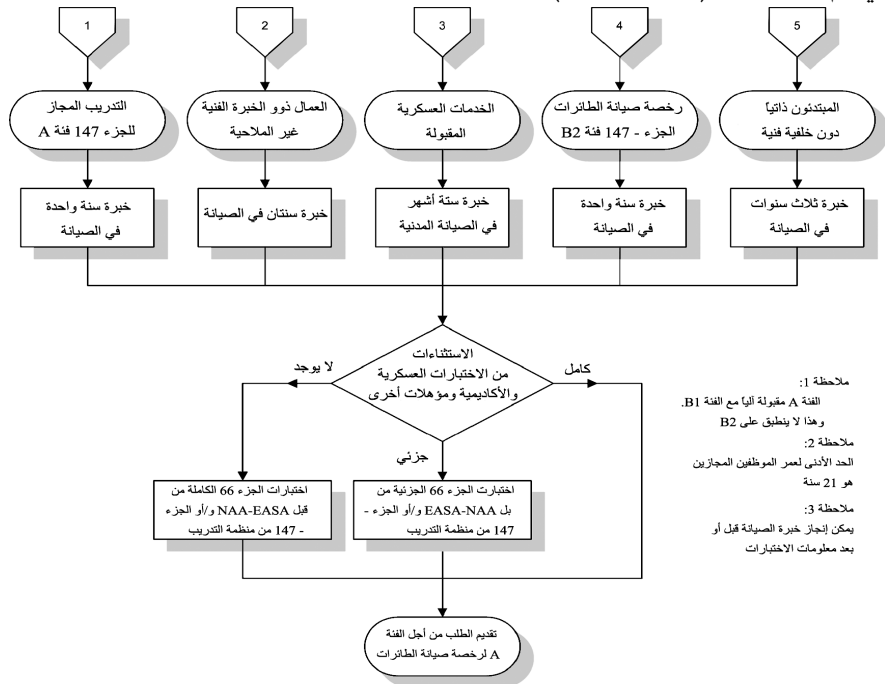 1
2
3
4
5
التدريب المجاز
للجزء 147 فئة A
العمال ذوو الخبرة الفنية
غير الملاحية
الخدمات العسكرية
المقبولة
رخصة صيانة الطائرات
الجزء - 147 فئة B2
المبتدئون ذاتياً
دون خلفية فنية
خبرة سنة واحدة
في الصيانة
خبرة سنتان في الصيانة
خبرة ستة أشهر
في الصيانة المدنية
خبرة سنة واحدة
في الصيانة
خبرة ثلاث سنوات
في الصيانة
الاستثناءات
من الاختبارات العسكرية
والأكاديمية ومؤهلات أخرى
لا يوجد
كامل
جزئي
اختبارات الجزء 66 الكاملة من
قبل NAA-EASA و/أو الجزء
- 147 من منظمة التدريب
اختبارت الجزء 66 الجزئية من
بل EASA-NAA و/أو الجزء -
147 من منظمة التدريب
ملاحظة 1:
الفئة A مقبولة آلياً مع الفئة B1.
وهذا لا ينطبق على B2
ملاحظة 2:
الحد الأدنى لعمر الموظفين المجازين
هو 21 سنة
ملاحظة 3:
يمكن إنجاز خبرة الصيانة قبل أو
بعد معلومات الاختبارات
تقديم الطلب من أجل الفئة
A لرخصة صيانة الطائرات